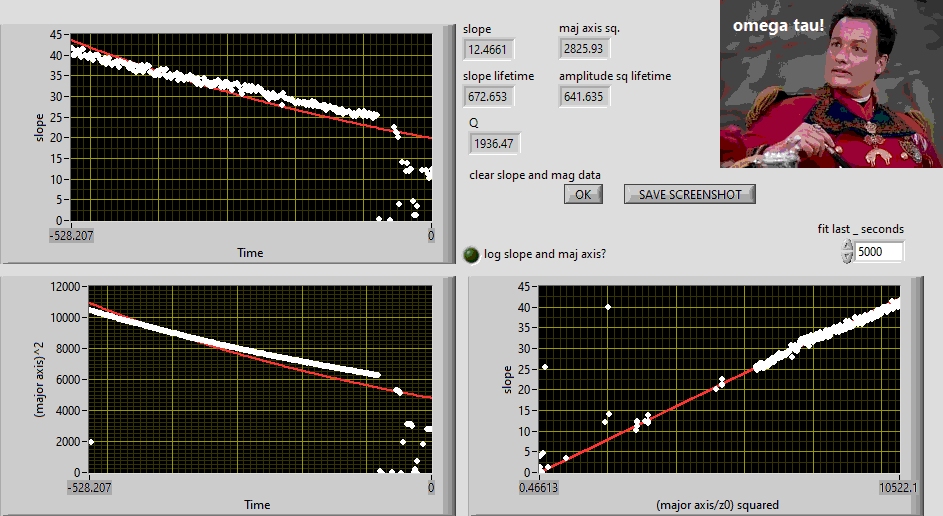 omega tau!
slope
maj axis sq.
12.4661
2825.93
slope lifetime
amplitude sq lifetime
672.653
641.635
Q
1936.47
clear slope and mag data
OK
SAVE SCREENSHOT
fit last _ seconds
5000
log slope and maj axis?
45
40
35
30
25
20
15
10
5
0
slope
-528.207
0
Time
12000
10000
8000
6000
4000
2000
0
(major axis)^2
-528.207
0
Time
45
40
35
30
25
20
15
10
5
0
slope
0.46613
10522.1
(major axis/z0) squared